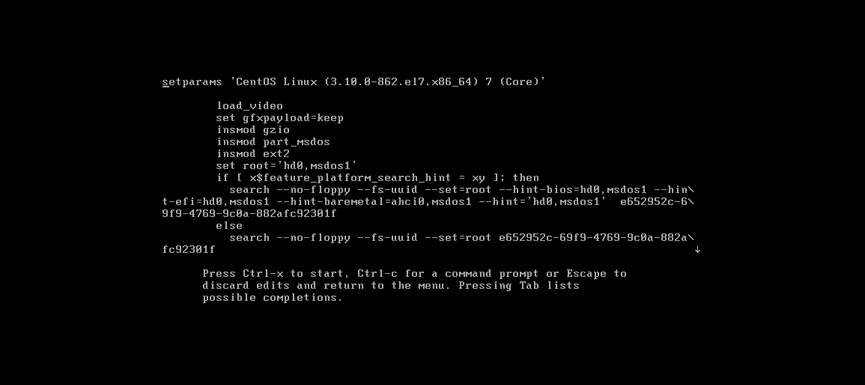 setparams 'CentOS Linux (3.10.0-862.el7.x86_64) 7 (Core)'
load_video
set gfxpayload=keep
insmod gzio
insmod part_msdos
insmod ext2
set root='hd0,msdos1'
if [ x$feature_platform_search_hint = xy ]; then
search --no-floppy --fs-uuid --set=root --hint-bios=hd0,msdos1 --hin\
t-efi=hd0,msdos1 --hint-baremetal=ahci0,msdos1 --hint='hd0,msdos1'  e652952c-6\
9f9-4769-9c0a-882afc92301f
else
search --no-floppy --fs-uuid --set=root e652952c-69f9-4769-9c0a-882a\
fc92301f ↓
Press Ctrl-x to start, Ctrl-c for a command prompt or Escape to
discard edits and return to the menu. Pressing Tab lists
possible completions.